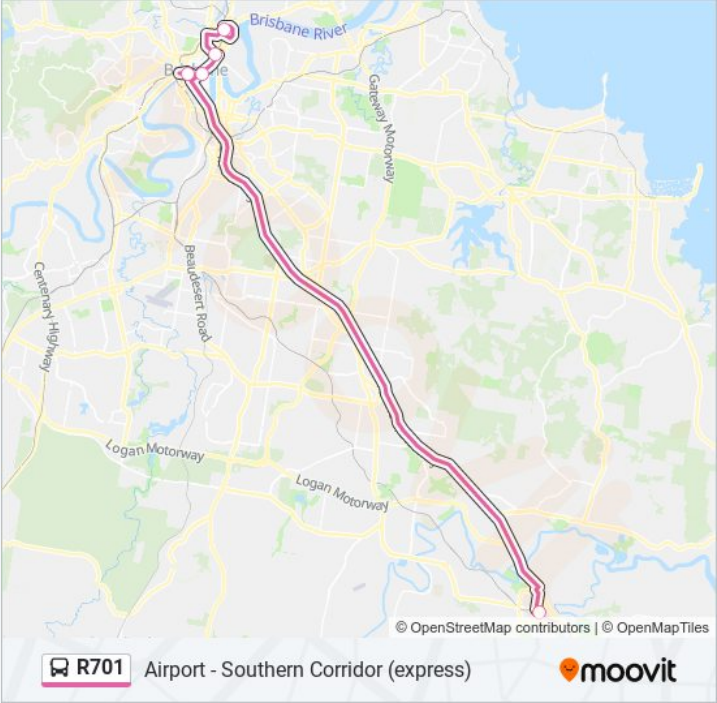 Brisbane River
Brisbane
Gateway Motorway
Beaudesert Road
Centenary Highway
Logan Motorway
Logan Motorway
© OpenStreetMap contributors | © OpenMapTiles
R701 Airport - Southern Corridor (express)
moovit